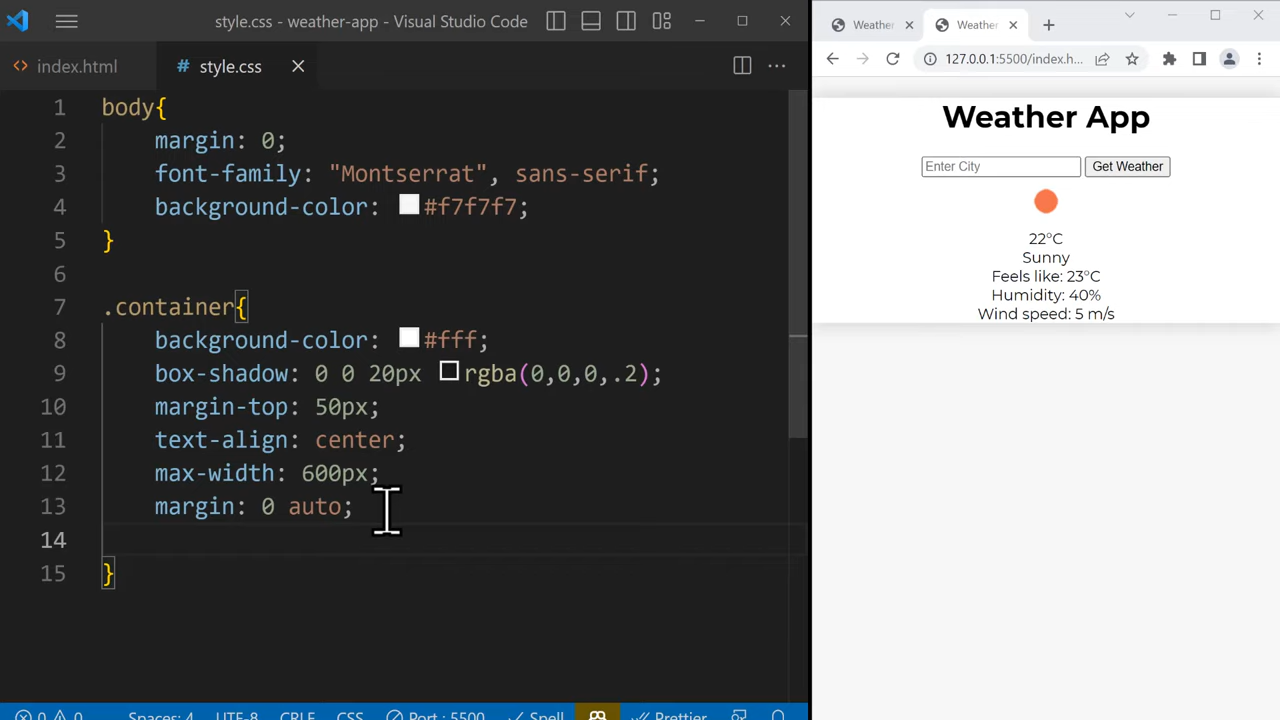 style.css - weather-app - Visual Studio Code
<> index.html
# style.css
1 body{
2 margin: 0;
3 font-family: "Montserrat", sans-serif;
4 background-color: #f7f7f7;
5 }
6
7 .container{
8 background-color: #fff;
9 box-shadow: 0 0 20px rgba(0,0,0,.2);
10 margin-top: 50px;
11 text-align: center;
12 max-width: 600px;
13 margin: 0 auto;
14
15 }
0 0 Spaces: 4 UTF-8 CRLF CSS Port : 5500 Spell Prettier
Weather
Weather
127.0.0.1:5500/index.h...
Weather App
Enter City
Get Weather
22°C
Sunny
Feels like: 23°C
Humidity: 40%
Wind speed: 5 m/s